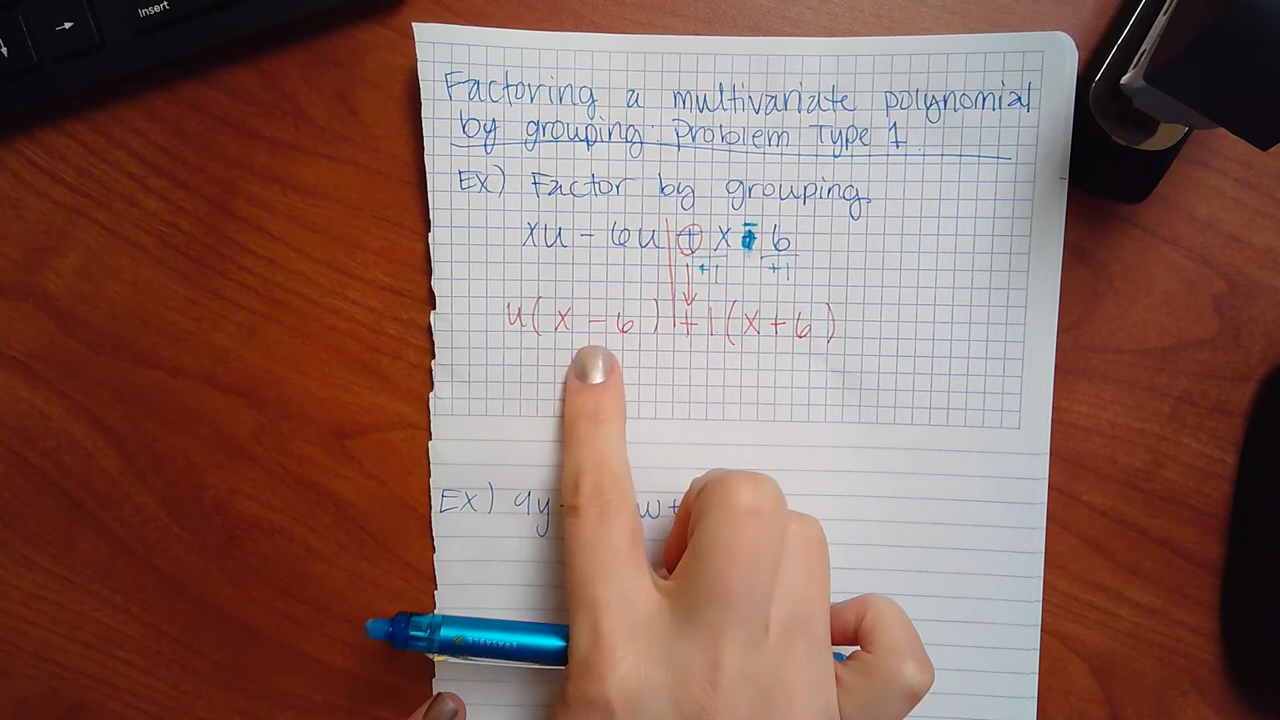 Insert
Factoring a multivariate polynomial
by grouping: Problem Type 1.
EX) Factor by grouping.
xu - 6u + x - 6
+1 +1
u(x - 6) + 1(x + 6)
EX) 9y w+